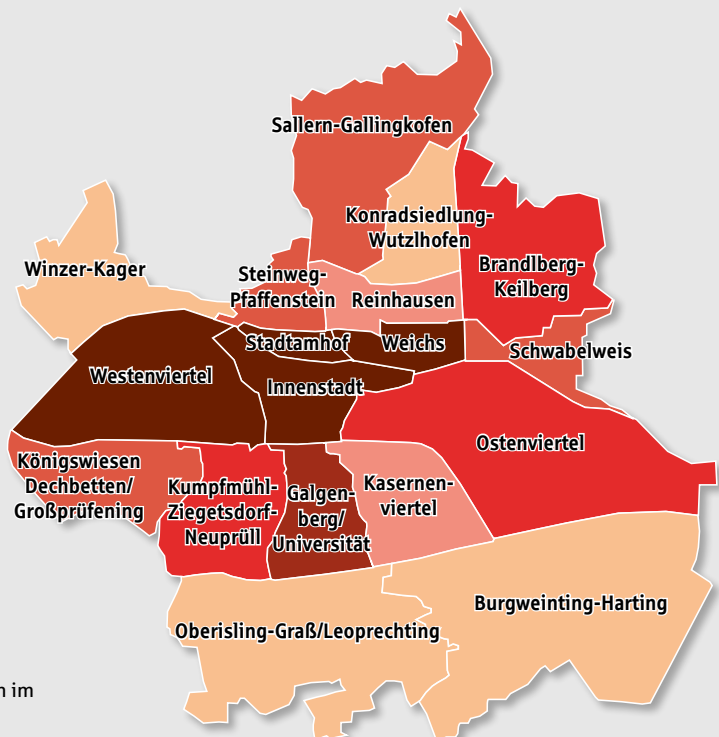 Sallern-Gallingkofen
Konradsiedlung-
Wutzlhofen
Winzer-Kager
Steinweg-
Pfaffenstein
Reinhausen
Brandlberg-
Keilberg
Stadtamhof
Weichs
Schwabelweis
Westenviertel
Innenstadt
Ostenviertel
Königswiesen
Dechbetten/
Großprüfening
Kumpfmühl-
Ziegetsdorf-
Neuprüll
Galgen-
berg/
Universität
Kasernen-
viertel
Burgweinting-Harting
Oberisling-Graß/Leoprechting
im